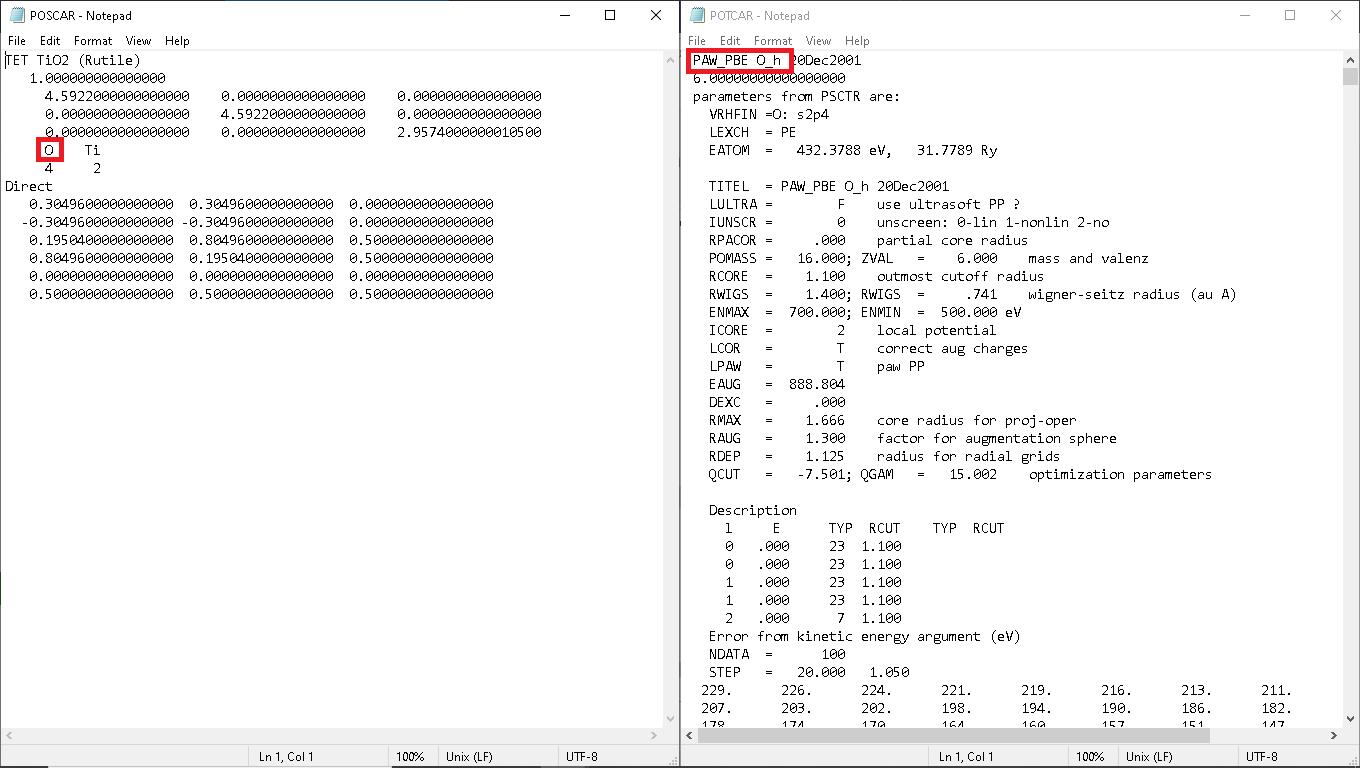 POSCAR - Notepad
File Edit Format View Help
TET TiO2 (Rutile)
1.000000000000000
4.5922000000000000 0.0000000000000000 0.0000000000000000
0.0000000000000000 4.5922000000000000 0.0000000000000000
0.0000000000000000 0.0000000000000000 2.9574000000010500
O Ti
4 2
Direct
0.3049600000000000 0.3049600000000000 0.0000000000000000
-0.3049600000000000 -0.3049600000000000 0.0000000000000000
0.1950400000000000 0.8049600000000000 0.5000000000000000
0.8049600000000000 0.1950400000000000 0.5000000000000000
0.0000000000000000 0.0000000000000000 0.0000000000000000
0.5000000000000000 0.5000000000000000 0.5000000000000000
Ln 1, Col 1 100% Unix (LF) UTF-8
POTCAR - Notepad
File Edit Format View Help
PAW_PBE O_h 20Dec2001
6.00000000000000000
parameters from PSCTR are:
VRHFIN =O: s2p4
LEXCH = PE
EATOM = 432.3788 eV, 31.7789 Ry
TITEL = PAW_PBE O_h 20Dec2001
LULTRA = F use ultrasoft PP ?
IUNSCR = 0 unscreen: 0-lin 1-nonlin 2-no
RPACOR = .000 partial core radius
POMASS = 16.000; ZVAL = 6.000 mass and valenz
RCORE = 1.100 outmost cutoff radius
RWIGS = 1.400; RWIGS = .741 wigner-seitz radius (au A)
ENMAX = 700.000; ENMIN = 500.000 eV
ICORE = 2 local potential
LCOR = T correct aug charges
LPAW = T paw PP
EAUG = 888.804
DEXC = .000
RMAX = 1.666 core radius for proj-oper
RAUG = 1.300 factor for augmentation sphere
RDEP = 1.125 radius for radial grids
QCUT = -7.501; QGAM = 15.002 optimization parameters
Description
l E TYP RCUT TYP RCUT
0 .000 23 1.100
0 .000 23 1.100
1 .000 23 1.100
1 .000 23 1.100
2 .000 7 1.100
Error from kinetic energy argument (eV)
NDATA = 100
STEP = 20.000 1.050
229. 226. 224. 221. 219. 216. 213. 211.
207. 203. 202. 198. 194. 190. 186. 182.
178. 174. 170. 164. 160. 157. 151. 147.
Ln 1, Col 1 100% Unix (LF) UTF-8